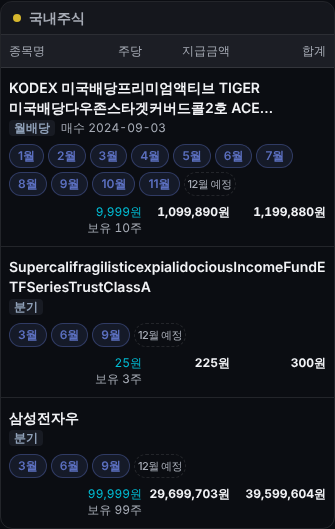 국내주식
종목명 주당 지급금액 합계
KODEX 미국배당프리미엄액티브 TIGER
미국배당다우존스타겟커버드콜2호 ACE...
월배당 매수 2024-09-03
1월 2월 3월 4월 5월 6월 7월
8월 9월 10월 11월 12월 예정
9,999원 1,099,890원 1,199,880원
보유 10주
SupercalifragilisticexpialidociousIncomeFundE
TFSeriesTrustClassA
분기
3월 6월 9월 12월 예정
25원 225원 300원
보유 3주
삼성전자우
분기
3월 6월 9월 12월 예정
99,999원 29,699,703원 39,599,604원
보유 99주